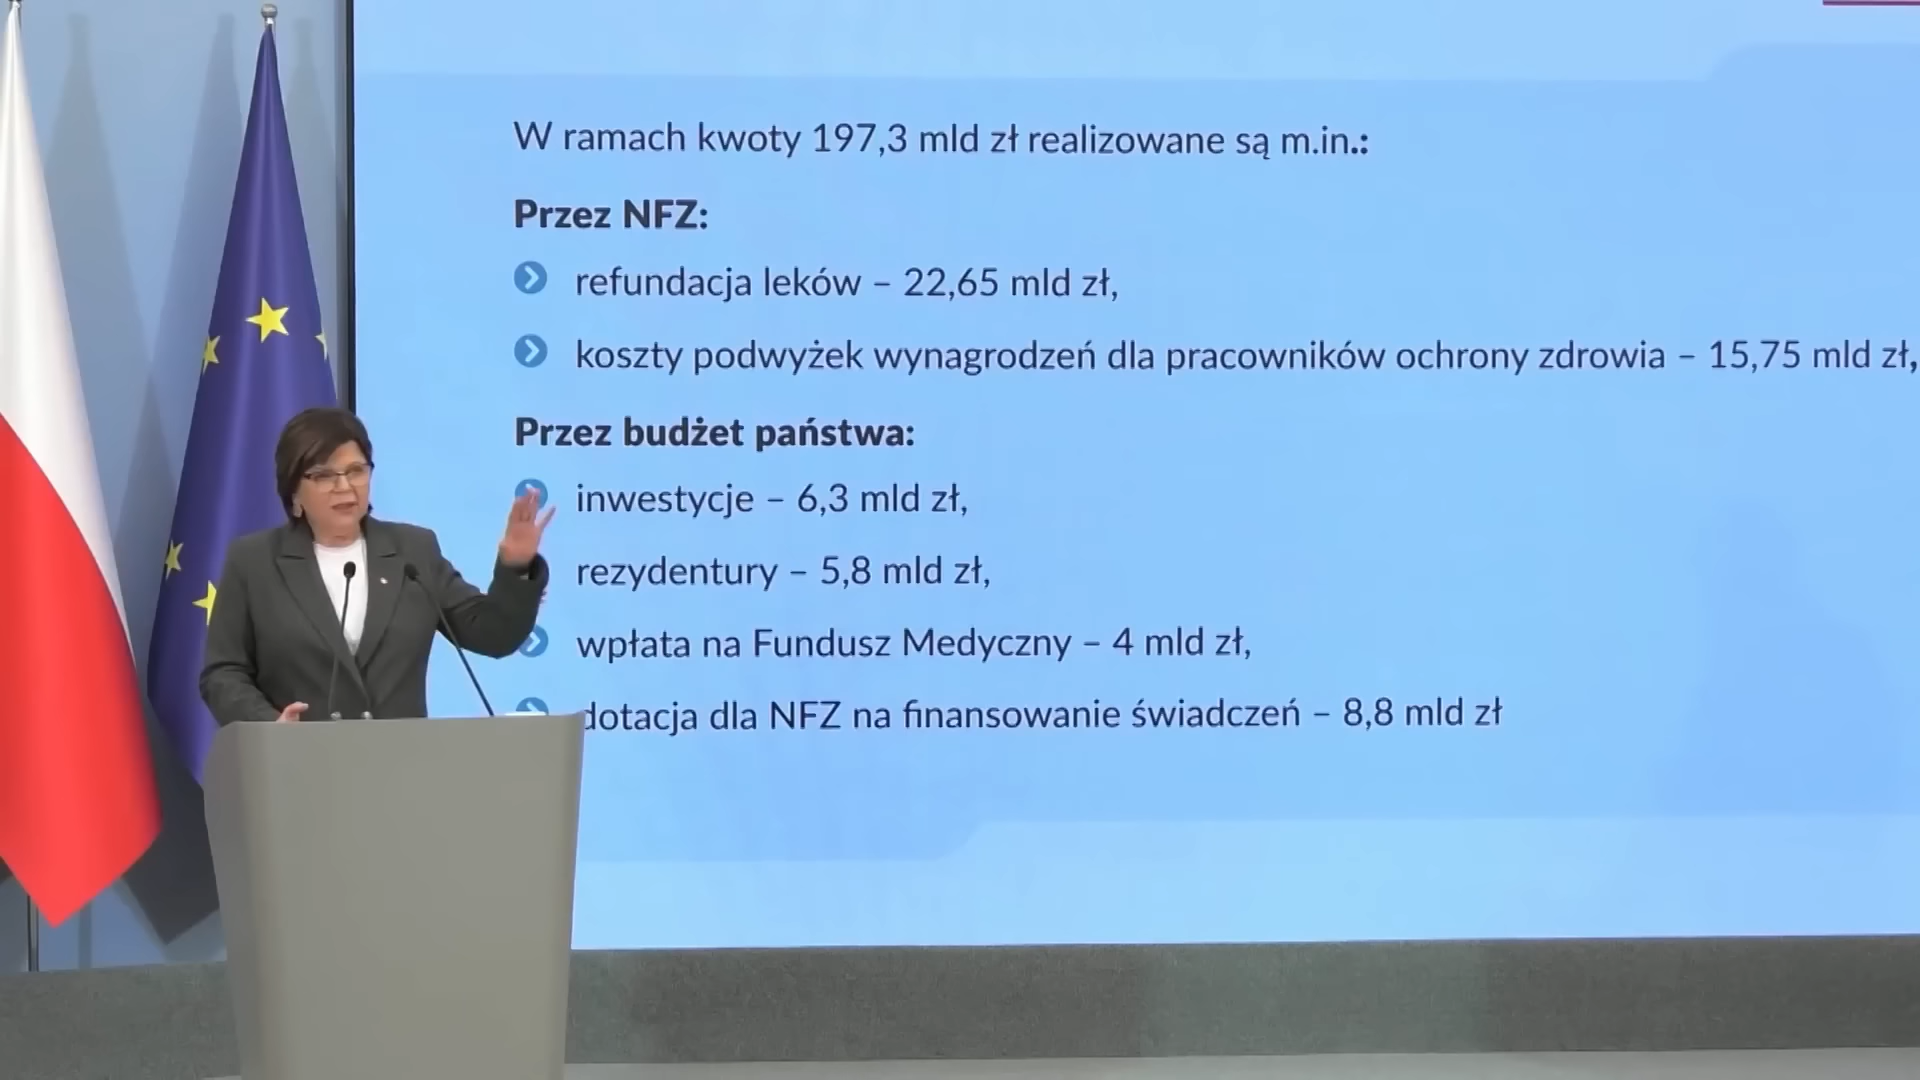 W ramach kwoty 197,3 mld zł realizowane są m.in.:
Przez NFZ:
refundacja leków – 22,65 mld zł,
koszty podwyżek wynagrodzeń dla pracowników ochrony zdrowia – 15,75 mld zł,
Przez budżet państwa:
inwestycje – 6,3 mld zł,
rezydentury – 5,8 mld zł,
wpłata na Fundusz Medyczny – 4 mld zł,
dotacja dla NFZ na finansowanie świadczeń – 8,8 mld zł